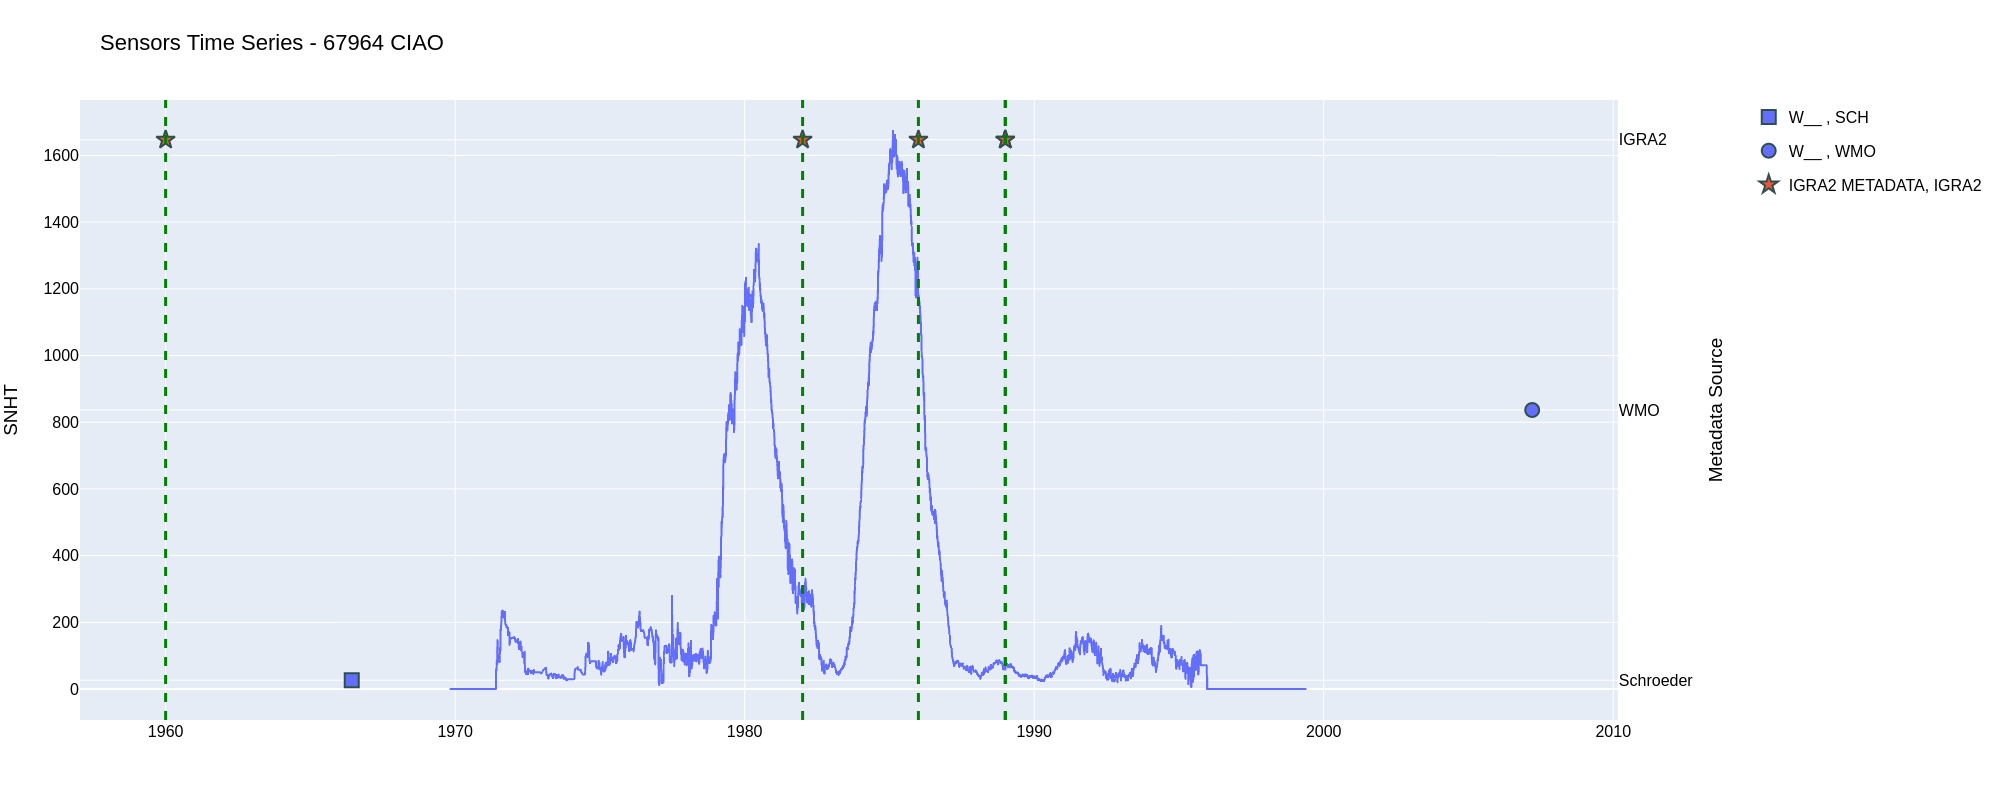 Sensors Time Series - 67964 CIAO
W__ , SCH
W__ , WMO
IGRA2 METADATA, IGRA2
SNHT
1600
1400
1200
1000
800
600
400
200
0
IGRA2
WMO
Schroeder
Metadata Source
1960 1970 1980 1990 2000 2010